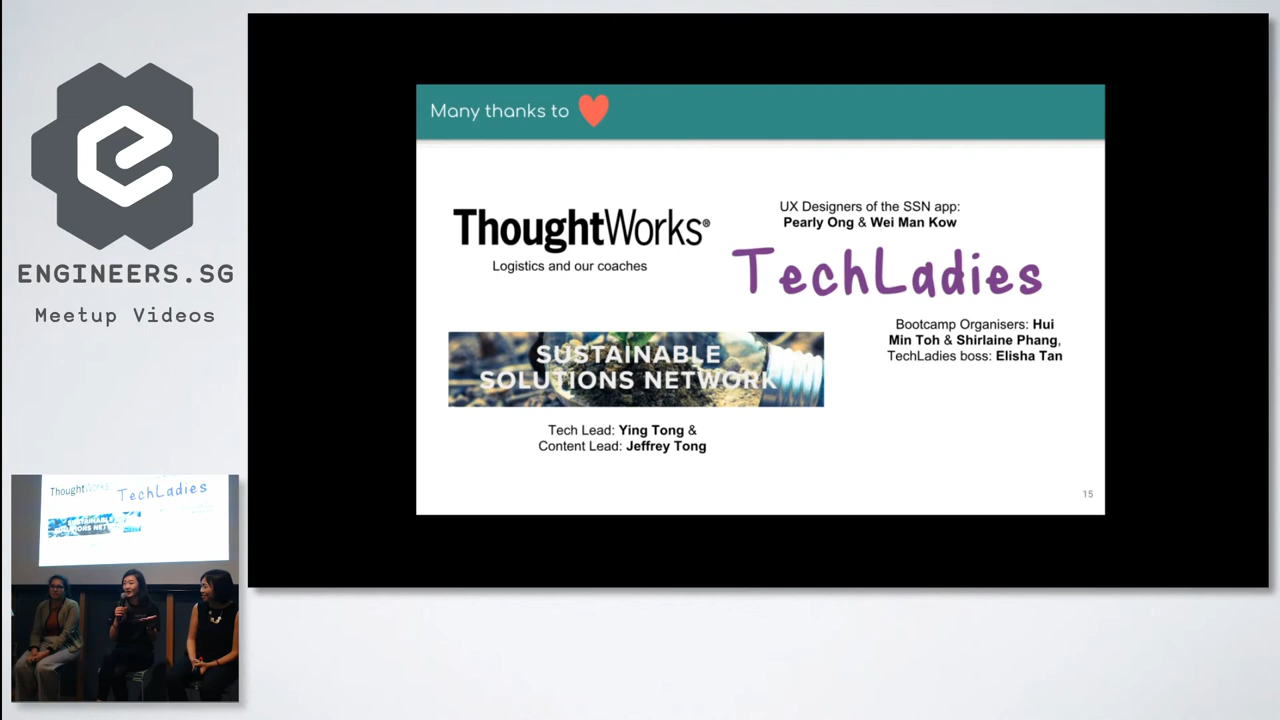 ENGINEERS.SG
Meetup Videos
Many thanks to
ThoughtWorks®
Logistics and our coaches
UX Designers of the SSN app:
Pearly Ong & Wei Man Kow
TechLadies
Bootcamp Organisers: Hui
Min Toh & Shirlaine Phang,
TechLadies boss: Elisha Tan
SUSTAINABLE
SOLUTIONS NETWORK
Tech Lead: Ying Tong &
Content Lead: Jeffrey Tong
15
ThoughtWorks
TechLadies
SUSTAINABLE